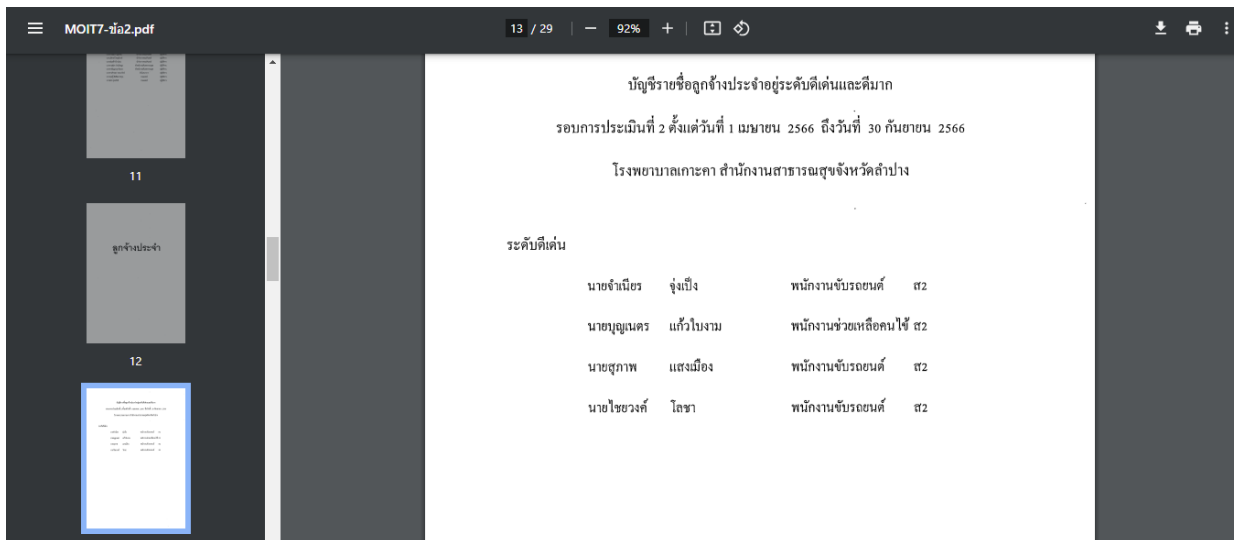 MOIT7-ข้อ2.pdf
13 / 29
92%
11
ลูกจ้างประจำ
12
บัญชีรายชื่อลูกจ้างประจำอยู่ระดับดีเด่นและดีมาก
รอบการประเมินที่ 2 ตั้งแต่วันที่ 1 เมษายน 2566 ถึงวันที่ 30 กันยายน 2566
โรงพยาบาลเกาะคา สำนักงานสาธารณสุขจังหวัดลำปาง
ระดับดีเด่น
นายจำเนียร จุ่งเป็ง พนักงานขับรถยนต์ ส2
นายบุญเนตร แก้วใบงาม พนักงานช่วยเหลือคนไข้ ส2
นายสุภาพ แสงเมือง พนักงานขับรถยนต์ ส2
นายไชยวงค์ โลชา พนักงานขับรถยนต์ ส2